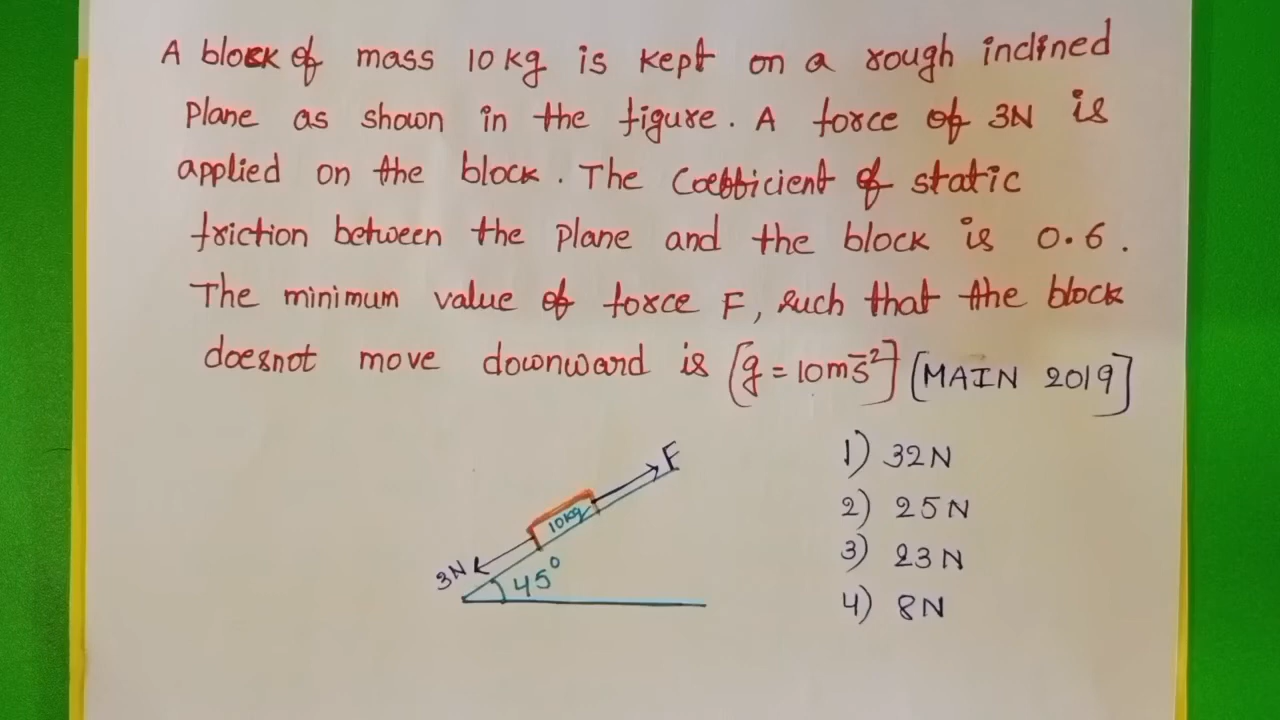 A block of mass 10 kg is kept on a rough inclined
Plane as shown in the figure. A force of 3N is
applied on the block. The Coefficient of static
friction between the plane and the block is 0.6.
The minimum value of force F, such that the block
doesnot move downward is [g = 10ms⁻²] [MAIN 2019]
F
10kg
3N
45°
1) 32N
2) 25N
3) 23N
4) 8N